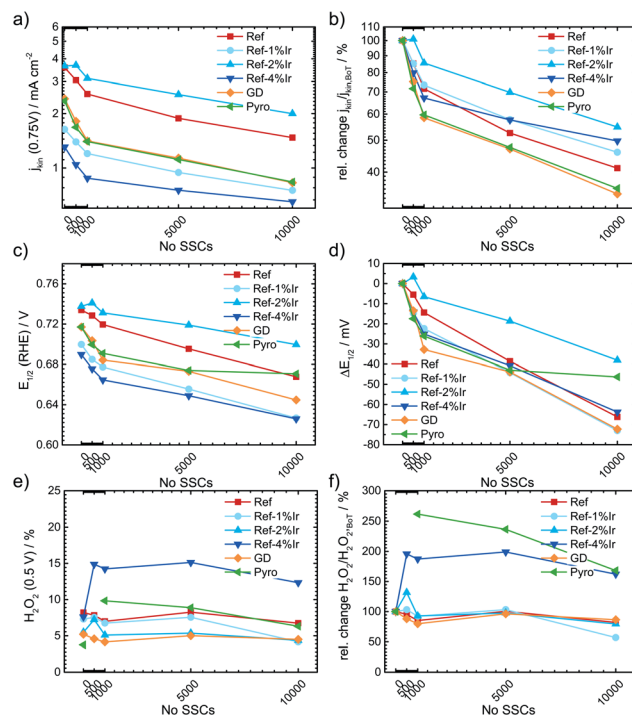 a)
j_kin (0.75V) / mA cm⁻²
6
5
4
3
2
1
Ref
Ref-1%Ir
Ref-2%Ir
Ref-4%Ir
GD
Pyro
0
500
1000
5000
10000
No SSCs
b)
rel. change j_kin/j_kin,BoT / %
100
90
80
70
60
50
40
Ref
Ref-1%Ir
Ref-2%Ir
Ref-4%Ir
GD
Pyro
0
500
1000
5000
10000
No SSCs
c)
E_1/2 (RHE) / V
0.76
0.72
0.68
0.64
0.60
Ref
Ref-1%Ir
Ref-2%Ir
Ref-4%Ir
GD
Pyro
0
500
1000
5000
10000
No SSCs
d)
ΔE_1/2 / mV
10
0
-10
-20
-30
-40
-50
-60
-70
-80
Ref
Ref-1%Ir
Ref-2%Ir
Ref-4%Ir
GD
Pyro
0
500
1000
5000
10000
No SSCs
e)
H₂O₂ (0.5 V) / %
25
20
15
10
5
0
Ref
Ref-1%Ir
Ref-2%Ir
Ref-4%Ir
GD
Pyro
0
500
1000
5000
10000
No SSCs
f)
rel. change H₂O₂/H₂O₂,BoT / %
300
250
200
150
100
50
0
Ref
Ref-1%Ir
Ref-2%Ir
Ref-4%Ir
GD
Pyro
0
500
1000
5000
10000
No SSCs